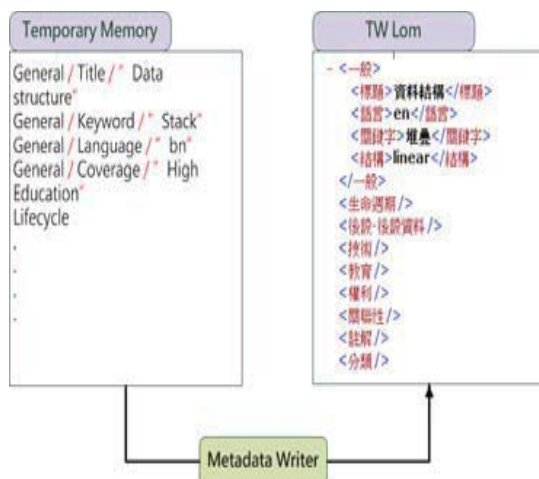 Temporary Memory
General / Title / " Data
structure"
General / Keyword / " Stack"
General / Language / " bn"
General / Coverage / " High
Education"
Lifecycle
.
.
.
.
TW Lom
- <一般>
<標題>資料結構</標題>
<語言>en</語言>
<關鍵字>堆疊</關鍵字>
<結構>linear</結構>
</一般>
<生命週期/>
<後設-後設資料/>
<技術/>
<教育/>
<權利/>
<關聯性/>
<註解/>
<分類/>
Metadata Writer